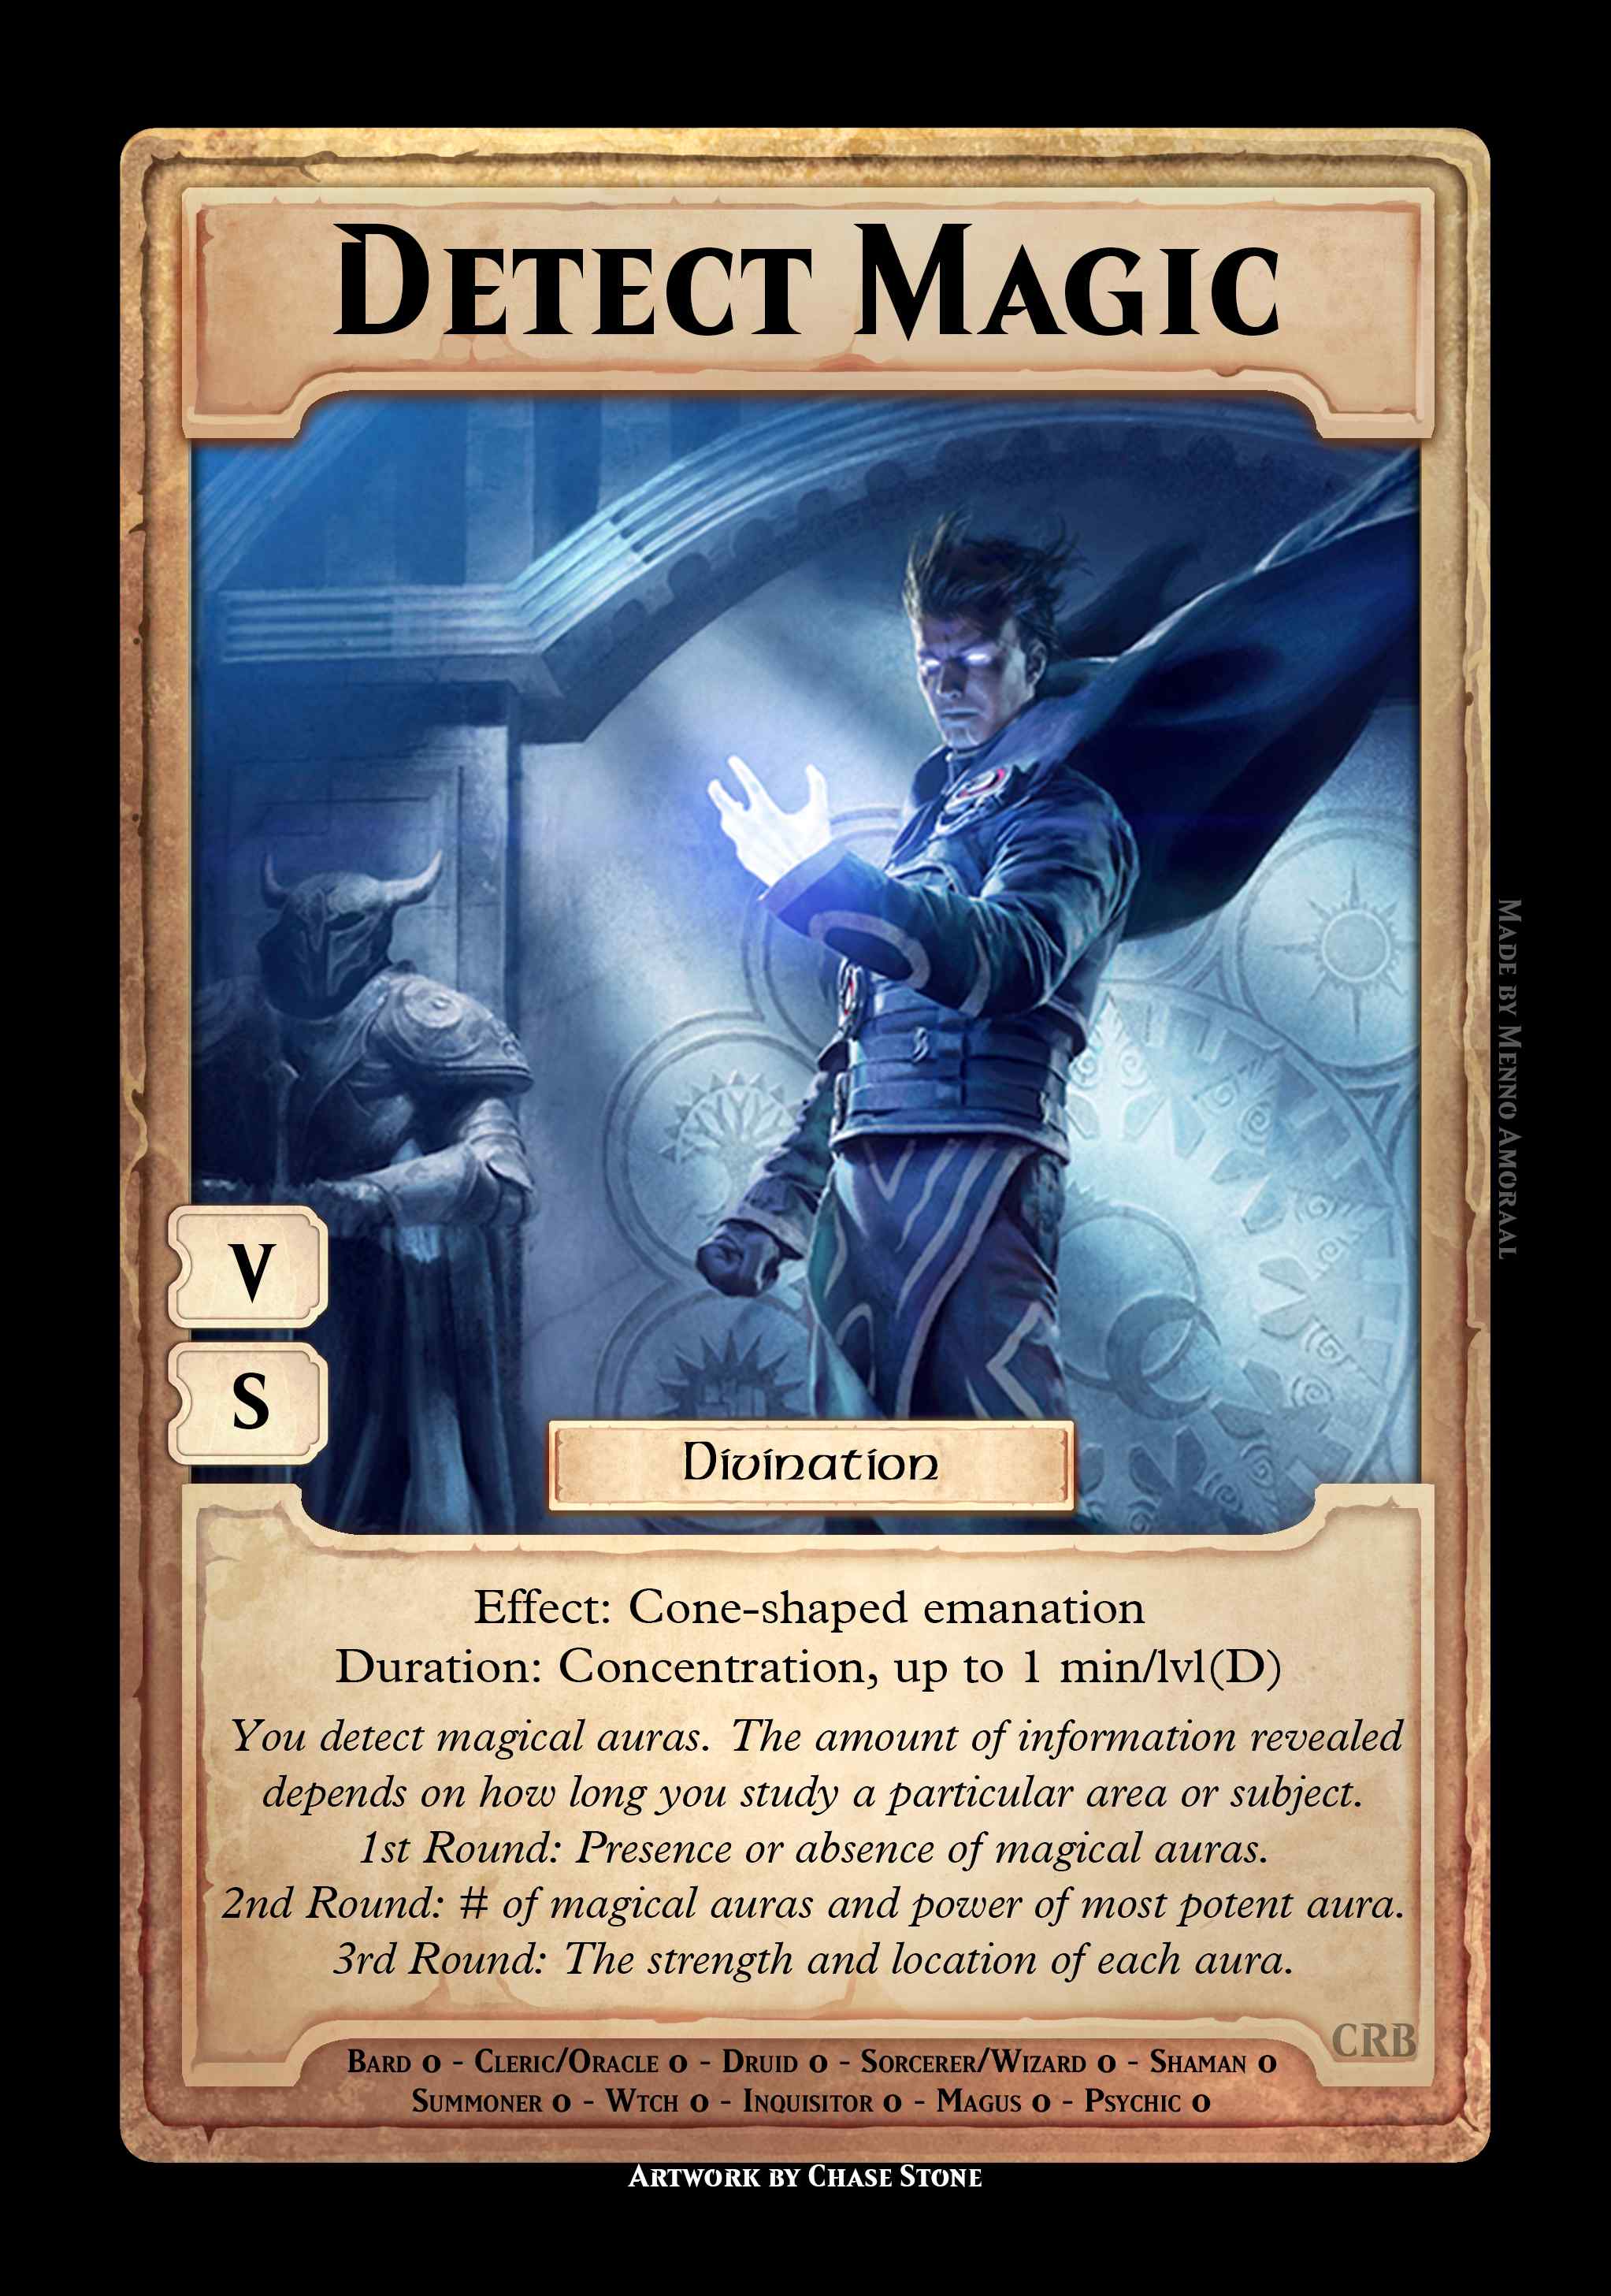 Detect Magic
V
S
Divination
Effect: Cone-shaped emanation
Duration: Concentration, up to 1 min/lvl(D)
You detect magical auras. The amount of information revealed
depends on how long you study a particular area or subject.
1st Round: Presence or absence of magical auras.
2nd Round: # of magical auras and power of most potent aura.
3rd Round: The strength and location of each aura.
CRB
Bard 0 - Cleric/Oracle 0 - Druid 0 - Sorcerer/Wizard 0 - Shaman 0
Summoner 0 - Wtch 0 - Inquisitor 0 - Magus 0 - Psychic 0
Artwork by Chase Stone
Made by Menno Amoraal